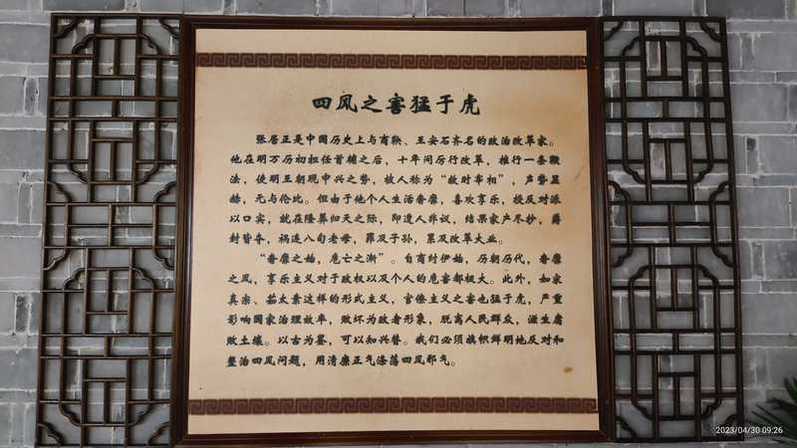 四风之害猛于虎
张居正是中国历史上与商鞅、王安石齐名的政治改革家。
他在明万历初担任首辅之后，十年间厉行改革，推行一条鞭
法，使明王朝现中兴之势，被人称为“救时宰相”，声势显
赫，无与伦比。但由于他个人生活奢靡，喜欢享乐，授反对派
以口实，就在隆葬归天之际，即遭人非议，结果家产尽抄，爵
封皆夺，祸连八旬老母，罪及子孙，累及改革大业。
“奢靡之始，危亡之渐”。自商纣伊始，历朝历代，奢靡
之风，享乐主义对于政权以及个人的危害都极大。此外，如宋
真宗、茹太素这样的形式主义，官僚主义之害也猛于虎，严重
影响国家治理效率，败坏为政者形象，脱离人民群众，滋生腐
败土壤。以古为鉴，可以知兴替。我们必须旗帜鲜明地反对和
整治四风问题，用清廉正气涤荡四风邪气。
2023/04/30 09:26